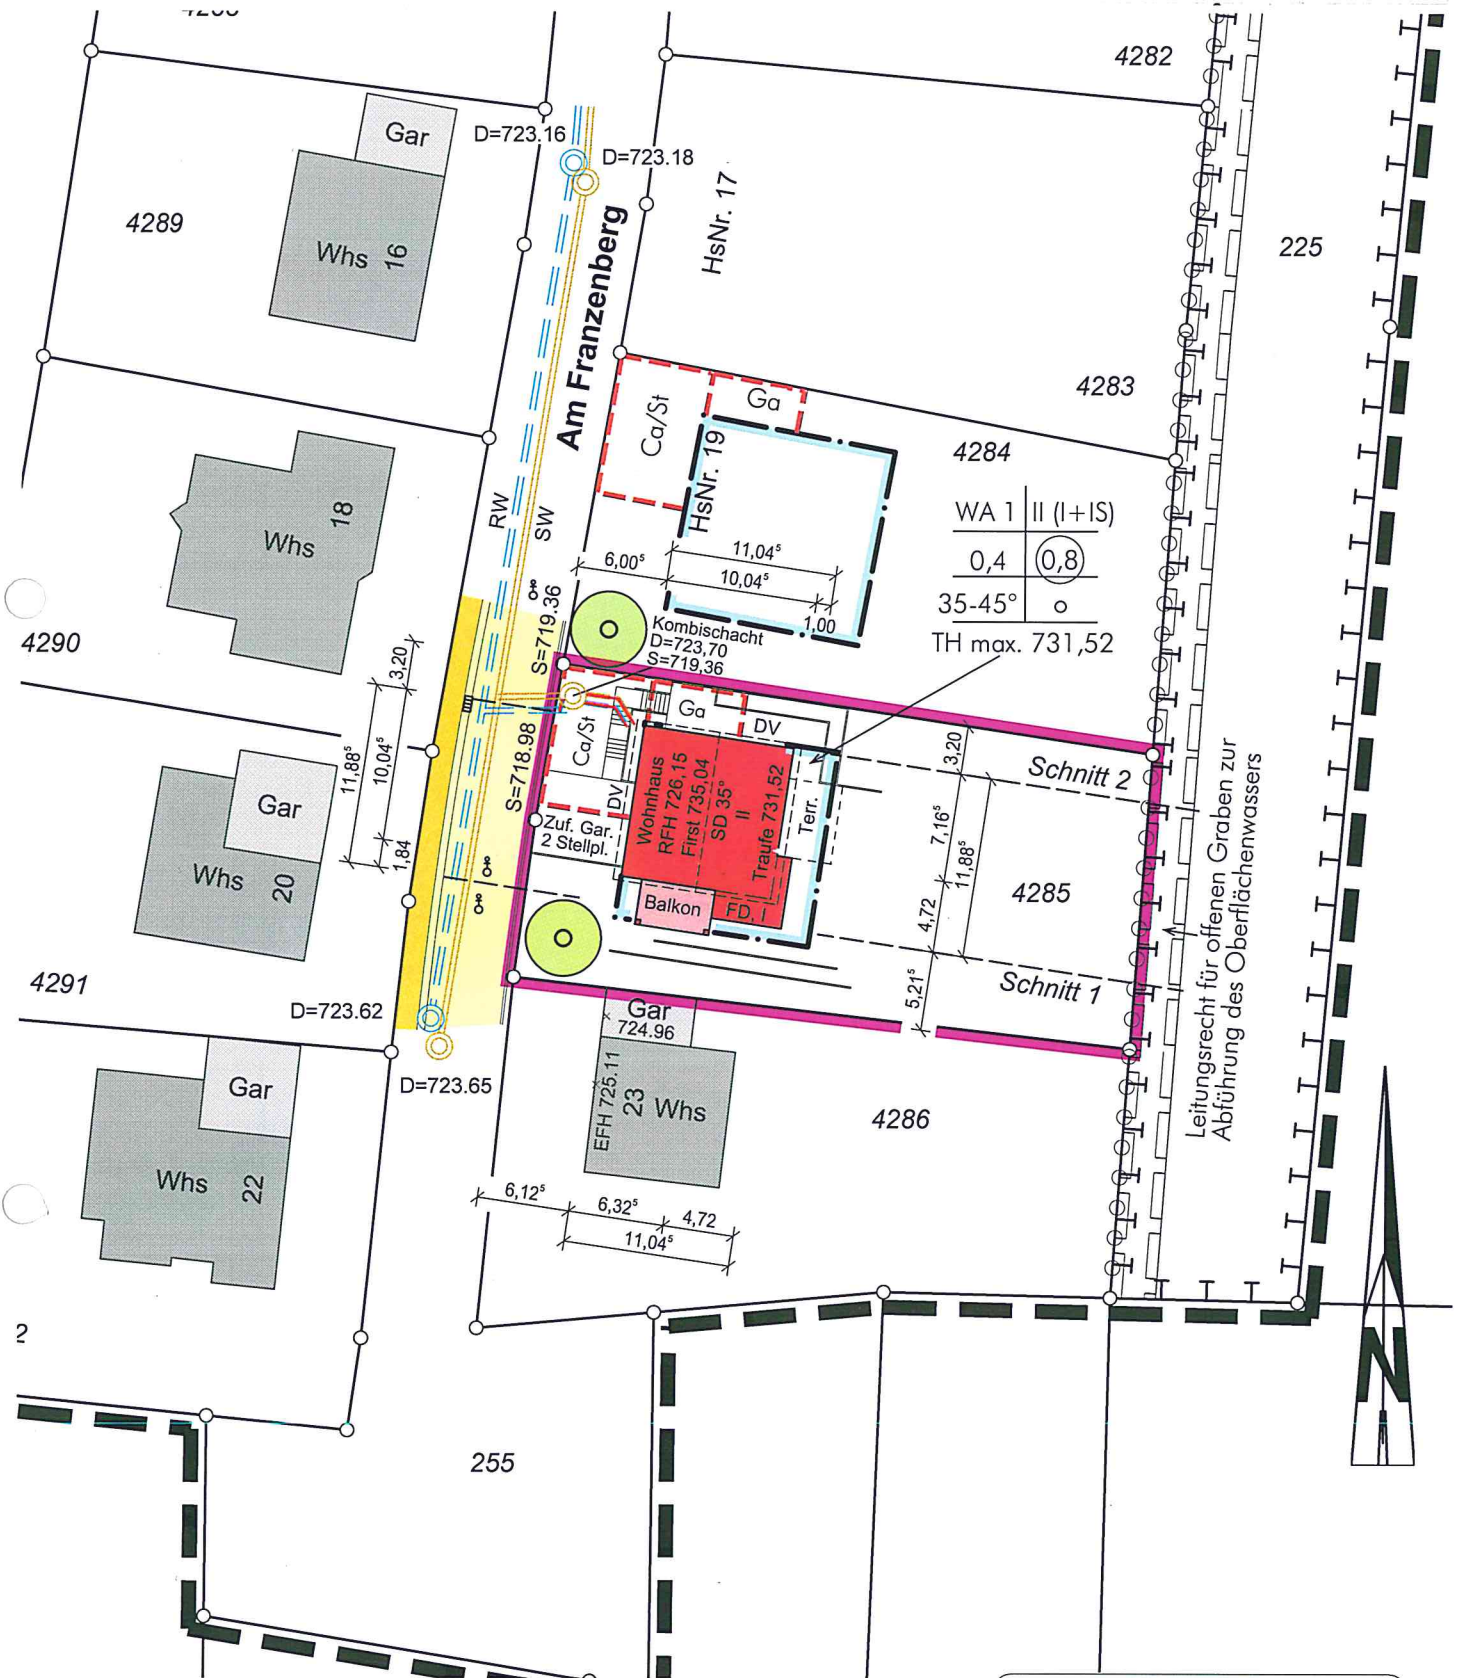 4282
Gar
D=723.16
D=723.18
4289
Whs
16
HsNr. 17
225
Am Franzenberg
4283
Ga
Ca/St
HsNr. 19
4284
18
Whs
RW
SW
WA 1 II (I+IS)
0,4 0,8
35-45° o
TH max. 731,52
6,00⁵
11,04⁵
10,04⁵
1,00
4290
3,20
S=719.36
Kombischacht
D=723,70
S=719,36
11,88⁵
10,04⁵
1,84
Ga
DV
Ca/St
S=718.98
DV
Zuf. Gar.
2 Stellpl.
Wohnhaus
RFH 726,15
First 735,04
SD 35°
II
Traufe 731,52
Terr.
Balkon
FD
3,20
Schnitt 2
7,16⁵
11,88⁵
4,72
4285
5,21⁵
Schnitt 1
Leitungsrecht für offenen Graben zur
Abführung des Oberflächenwassers
Gar
Whs
20
4291
D=723.62
D=723.65
Gar
724.96
EFH 725.11
23
Whs
4286
Gar
Whs
22
6,12⁵
6,32⁵
4,72
11,04⁵
2
255
N